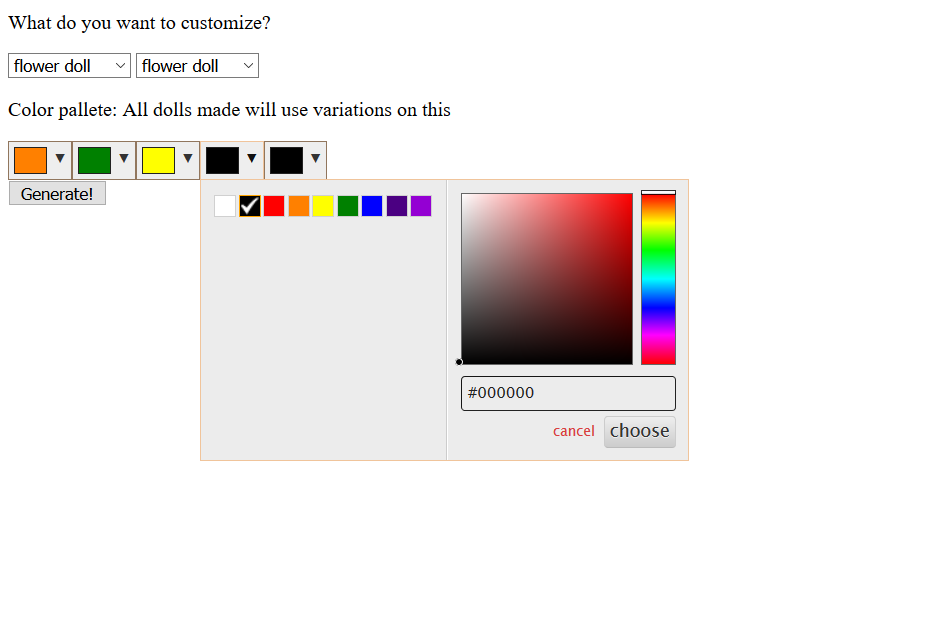 What do you want to customize?
flower doll flower doll
Color pallete: All dolls made will use variations on this
Generate!
#000000
cancel choose